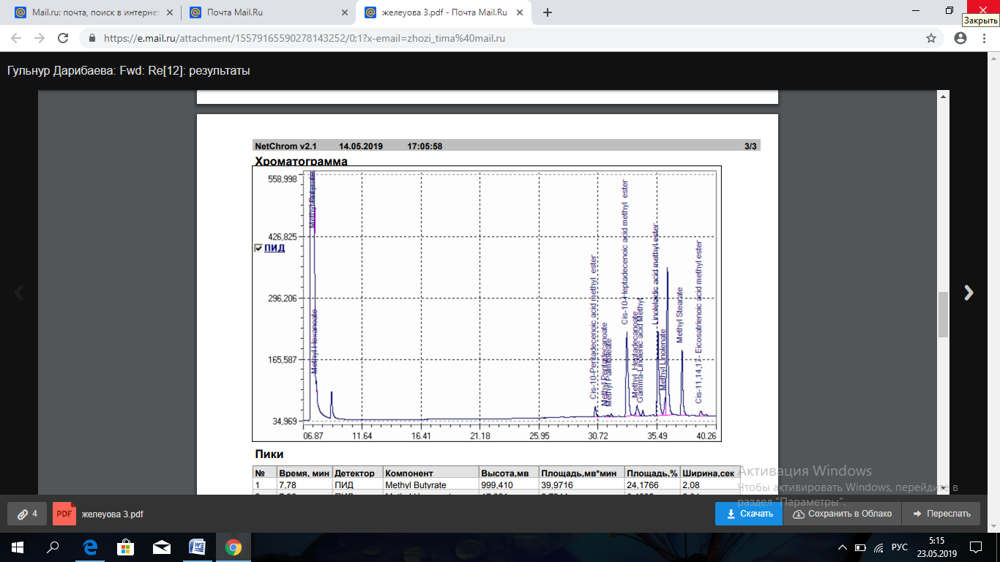 Mail.ru: почта, поиск в интернет
Почта Mail.Ru
желеуова 3.pdf - Почта Mail.Ru
Закрыть
https://e.mail.ru/attachment/15579165590278143252/0;1?x-email=zhozi_tima%40mail.ru
Гульнур Дарибаева: Fwd: Re[12]: результаты
NetChrom v2.1 14.05.2019 17:05:58 3/3
Хроматограмма
558,998
426,825
296,206
165,587
34,969
ПИД
Methyl Butyrate
Methyl Hexanoate
Cis-10-Pentadecenoic acid methyl ester
Methyl Pentadecanoate
Methyl Palmitoleate
Cis-10-Heptadecenoic acid methyl ester
Methyl Heptadecanoate
Gamma-Linolenic acid Methyl
Linolelaidic acid methyl ester
Methyl Linolenate
Methyl Stearate
Cis-11,14,17- Eicosatrienoic acid methyl ester
06.87 11.64 16.41 21.18 25.95 30.72 35.49 40.26
Пики
№ Время, мин Детектор Компонент Высота,мв Площадь,мв*мин Площадь,% Ширина,сек
1 7,78 ПИД Methyl Butyrate 999,410 39,9716 24,1766 2,08
Активация Windows
Чтобы активировать Windows, перейдите в
раздел "Параметры".
4
PDF
желеуова 3.pdf
Скачать
Сохранить в Облако
Переслать
РУС
5:15
23.05.2019